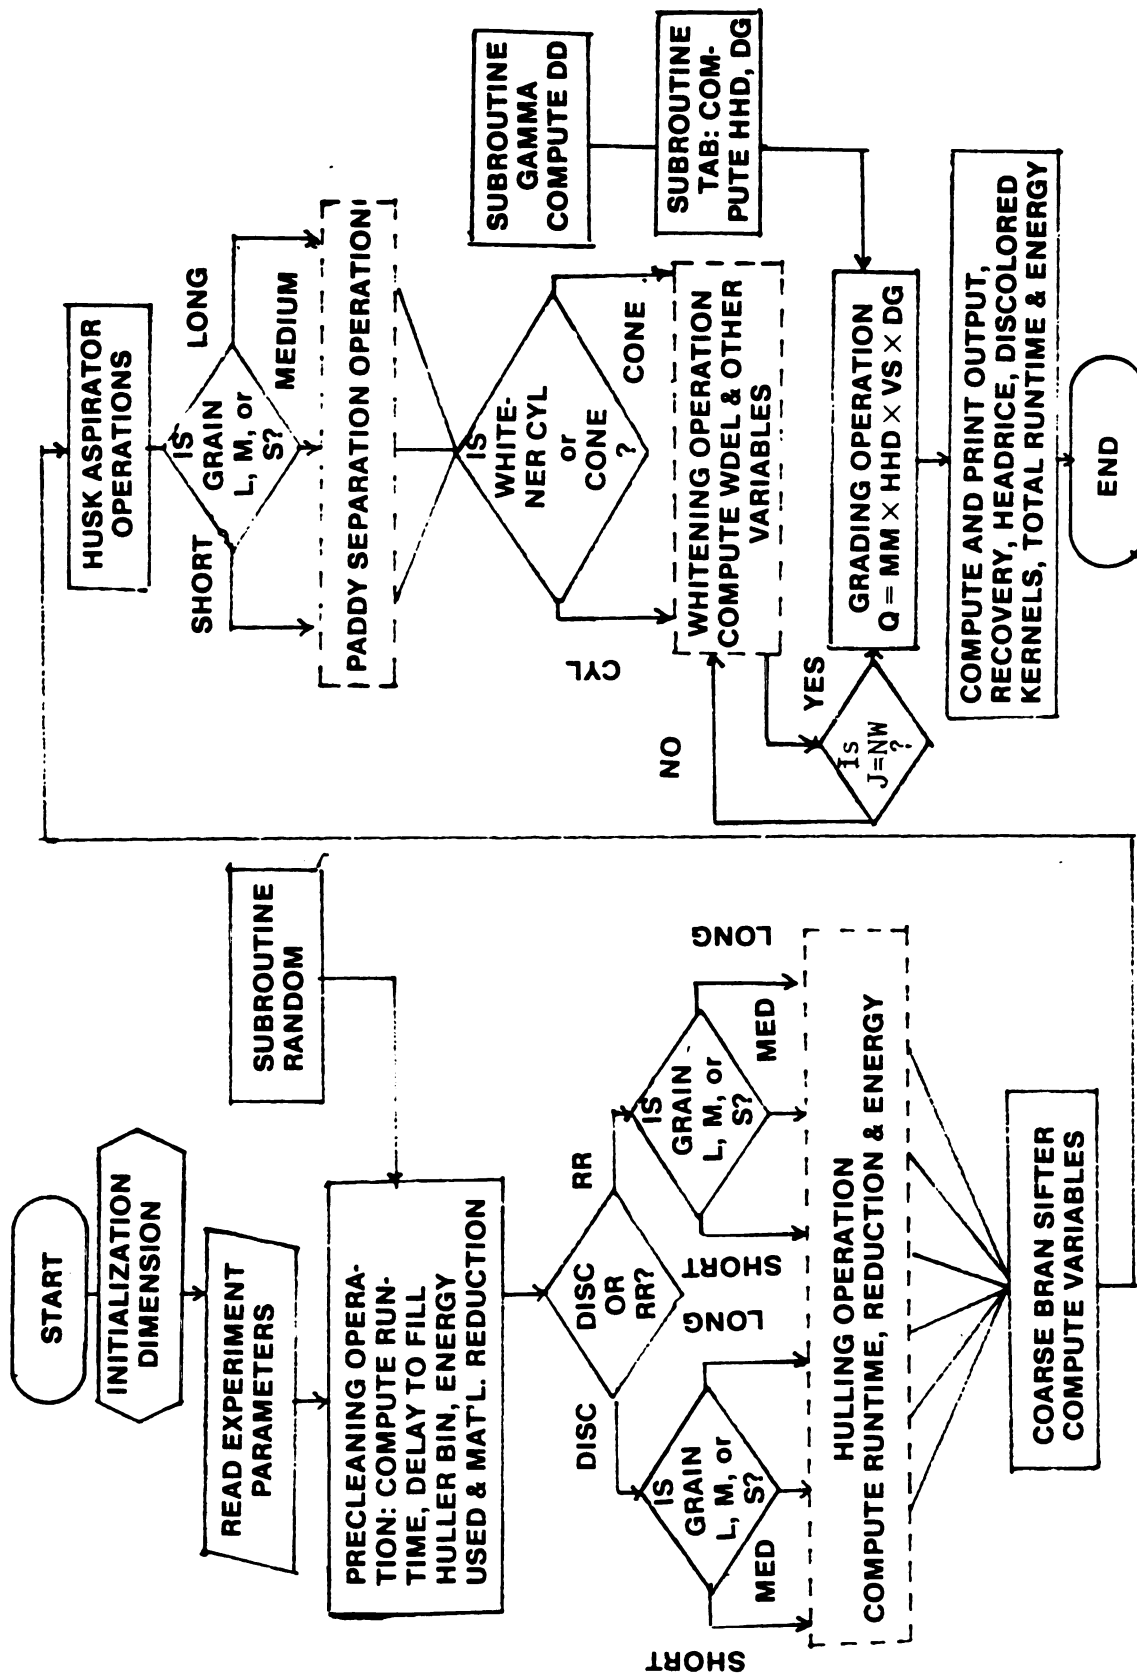 START
INITIALIZATION
DIMENSION
READ EXPERIMENT
PARAMETERS
SUBROUTINE
RANDOM
PRECLEANING OPERA-
TION: COMPUTE RUN-
TIME, DELAY TO FILL
HULLER BIN, ENERGY
USED & MAT'L. REDUCTION
DISC
OR
RR?
DISC
RR
IS
GRAIN
L, M, or
S?
SHORT
MED
LONG
IS
GRAIN
L, M, or
S?
SHORT
MED
LONG
HULLING OPERATION
COMPUTE RUNTIME, REDUCTION & ENERGY
COARSE BRAN SIFTER
COMPUTE VARIABLES
HUSK ASPIRATOR
OPERATIONS
IS
GRAIN
L, M, or
S?
SHORT
LONG
MEDIUM
PADDY SEPARATION OPERATION
IS
WHITE-
NER CYL
or
CONE
?
CYL
CONE
WHITENING OPERATION
COMPUTE WDEL & OTHER
VARIABLES
NO
Is
J=NW
?
YES
SUBROUTINE
GAMMA
COMPUTE DD
SUBROUTINE
TAB: COM-
PUTE HHD, DG
GRADING OPERATION
Q = MM × HHD × VS × DG
COMPUTE AND PRINT OUTPUT,
RECOVERY, HEADRICE, DISCOLORED
KERNELS, TOTAL RUNTIME & ENERGY
END